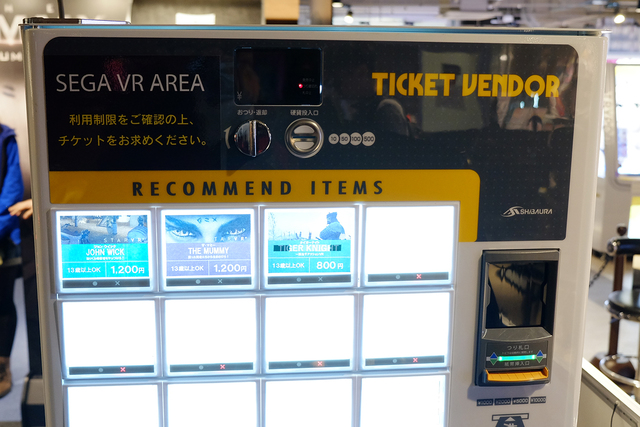 SEGA VR AREA
利用制限をご確認の上、
チケットをお求めください。
おつり・返却
硬貨投入口
10 50 100 500
TICKET VENDOR
RECOMMEND ITEMS
SHIBAURA
JOHN WICK
13歳以上OK 1,200円
THE MUMMY
13歳以上OK 1,200円
13歳以上OK 800円
つり札口